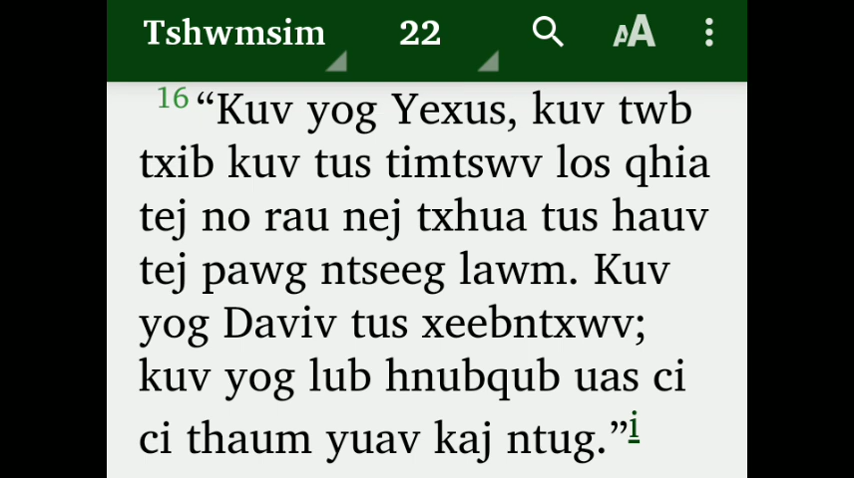 Tshwmsim 22 AA
16 “Kuv yog Yexus, kuv twb
txib kuv tus timtswv los qhia
tej no rau nej txhua tus hauv
tej pawg ntseeg lawm. Kuv
yog Daviv tus xeebntxwv;
kuv yog lub hnubqub uas ci
ci thaum yuav kaj ntug.”i